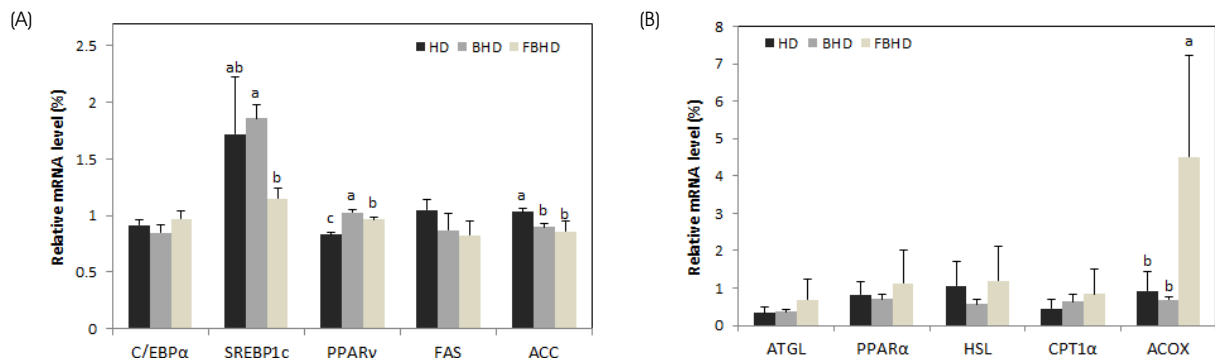 (A)
Relative mRNA level (%)
2.5
2
1.5
1
0.5
0
HD BHD FBHD
ab
a
b
c
a
b
a
b
b
C/EBPα SREBP1c PPARγ FAS ACC
(B)
Relative mRNA level (%)
8
7
6
5
4
3
2
1
0
HD BHD FBHD
a
b
b
ATGL PPARα HSL CPT1α ACOX